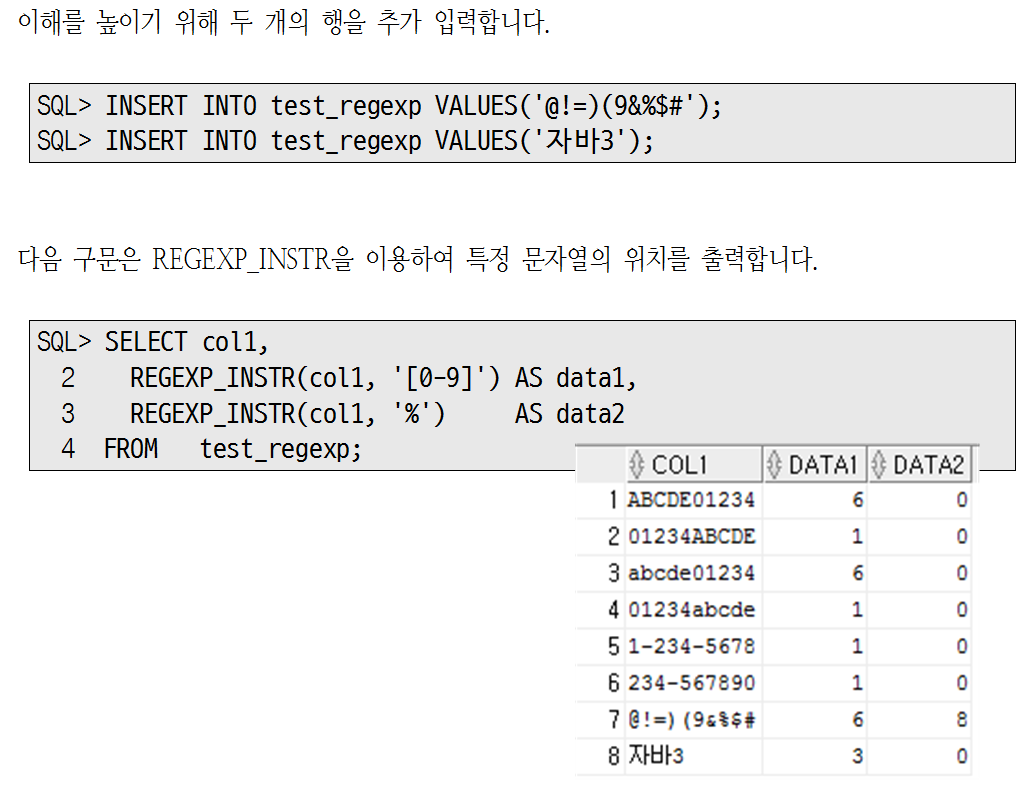 이해를 높이기 위해 두 개의 행을 추가 입력합니다.
SQL> INSERT INTO test_regexp VALUES('@!=)(9&%$#');
SQL> INSERT INTO test_regexp VALUES('자바3');
다음 구문은 REGEXP_INSTR을 이용하여 특정 문자열의 위치를 출력합니다.
SQL> SELECT col1,
2 REGEXP_INSTR(col1, '[0-9]') AS data1,
3 REGEXP_INSTR(col1, '%') AS data2
4 FROM test_regexp;
COL1 DATA1 DATA2
1 ABCDE01234 6 0
2 01234ABCDE 1 0
3 abcde01234 6 0
4 01234abcde 1 0
5 1-234-5678 1 0
6 234-567890 1 0
7 @!=)(9&%$# 6 8
8 자바3 3 0